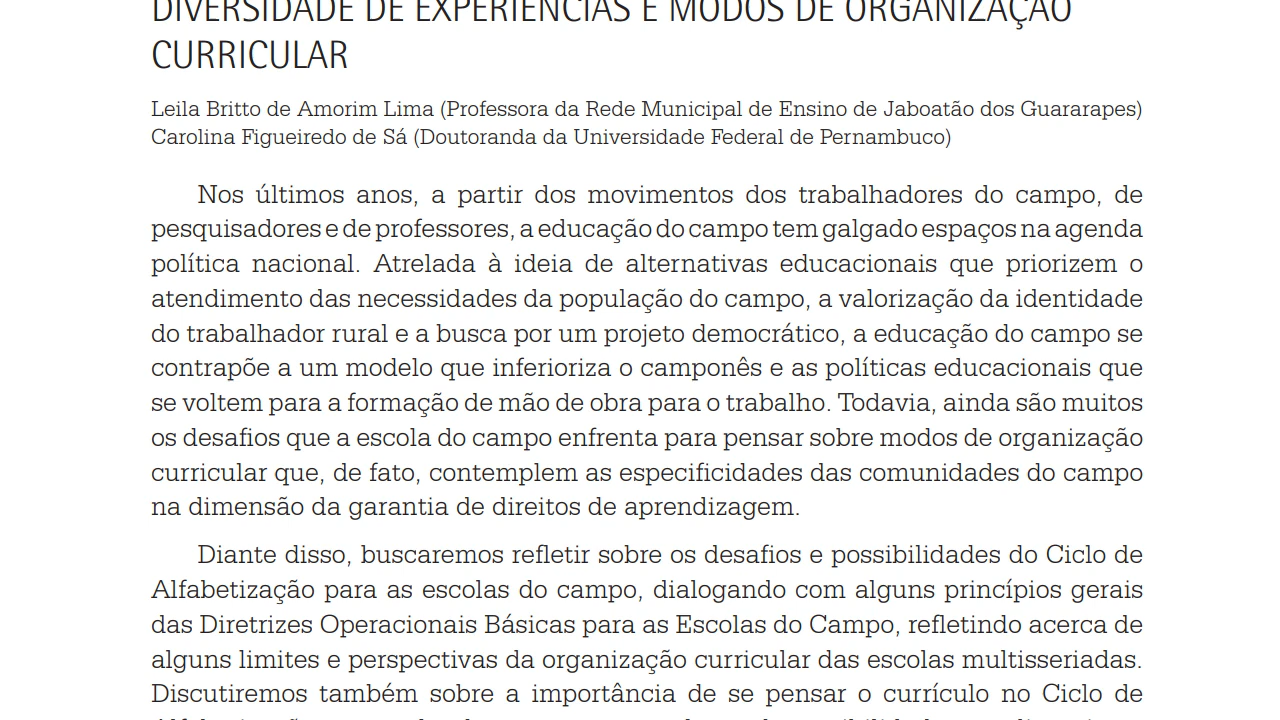 DIVERSIDADE DE EXPERIÊNCIAS E MODOS DE ORGANIZAÇÃO
CURRICULAR
Leila Britto de Amorim Lima (Professora da Rede Municipal de Ensino de Jaboatão dos Guararapes)
Carolina Figueiredo de Sá (Doutoranda da Universidade Federal de Pernambuco)
Nos últimos anos, a partir dos movimentos dos trabalhadores do campo, de
pesquisadores e de professores, a educação do campo tem galgado espaços na agenda
política nacional. Atrelada à ideia de alternativas educacionais que priorizem o
atendimento das necessidades da população do campo, a valorização da identidade
do trabalhador rural e a busca por um projeto democrático, a educação do campo se
contrapõe a um modelo que inferioriza o camponês e as políticas educacionais que
se voltem para a formação de mão de obra para o trabalho. Todavia, ainda são muitos
os desafios que a escola do campo enfrenta para pensar sobre modos de organização
curricular que, de fato, contemplem as especificidades das comunidades do campo
na dimensão da garantia de direitos de aprendizagem.
Diante disso, buscaremos refletir sobre os desafios e possibilidades do Ciclo de
Alfabetização para as escolas do campo, dialogando com alguns princípios gerais
das Diretrizes Operacionais Básicas para as Escolas do Campo, refletindo acerca de
alguns limites e perspectivas da organização curricular das escolas multisseriadas.
Discutiremos também sobre a importância de se pensar o currículo no Ciclo de